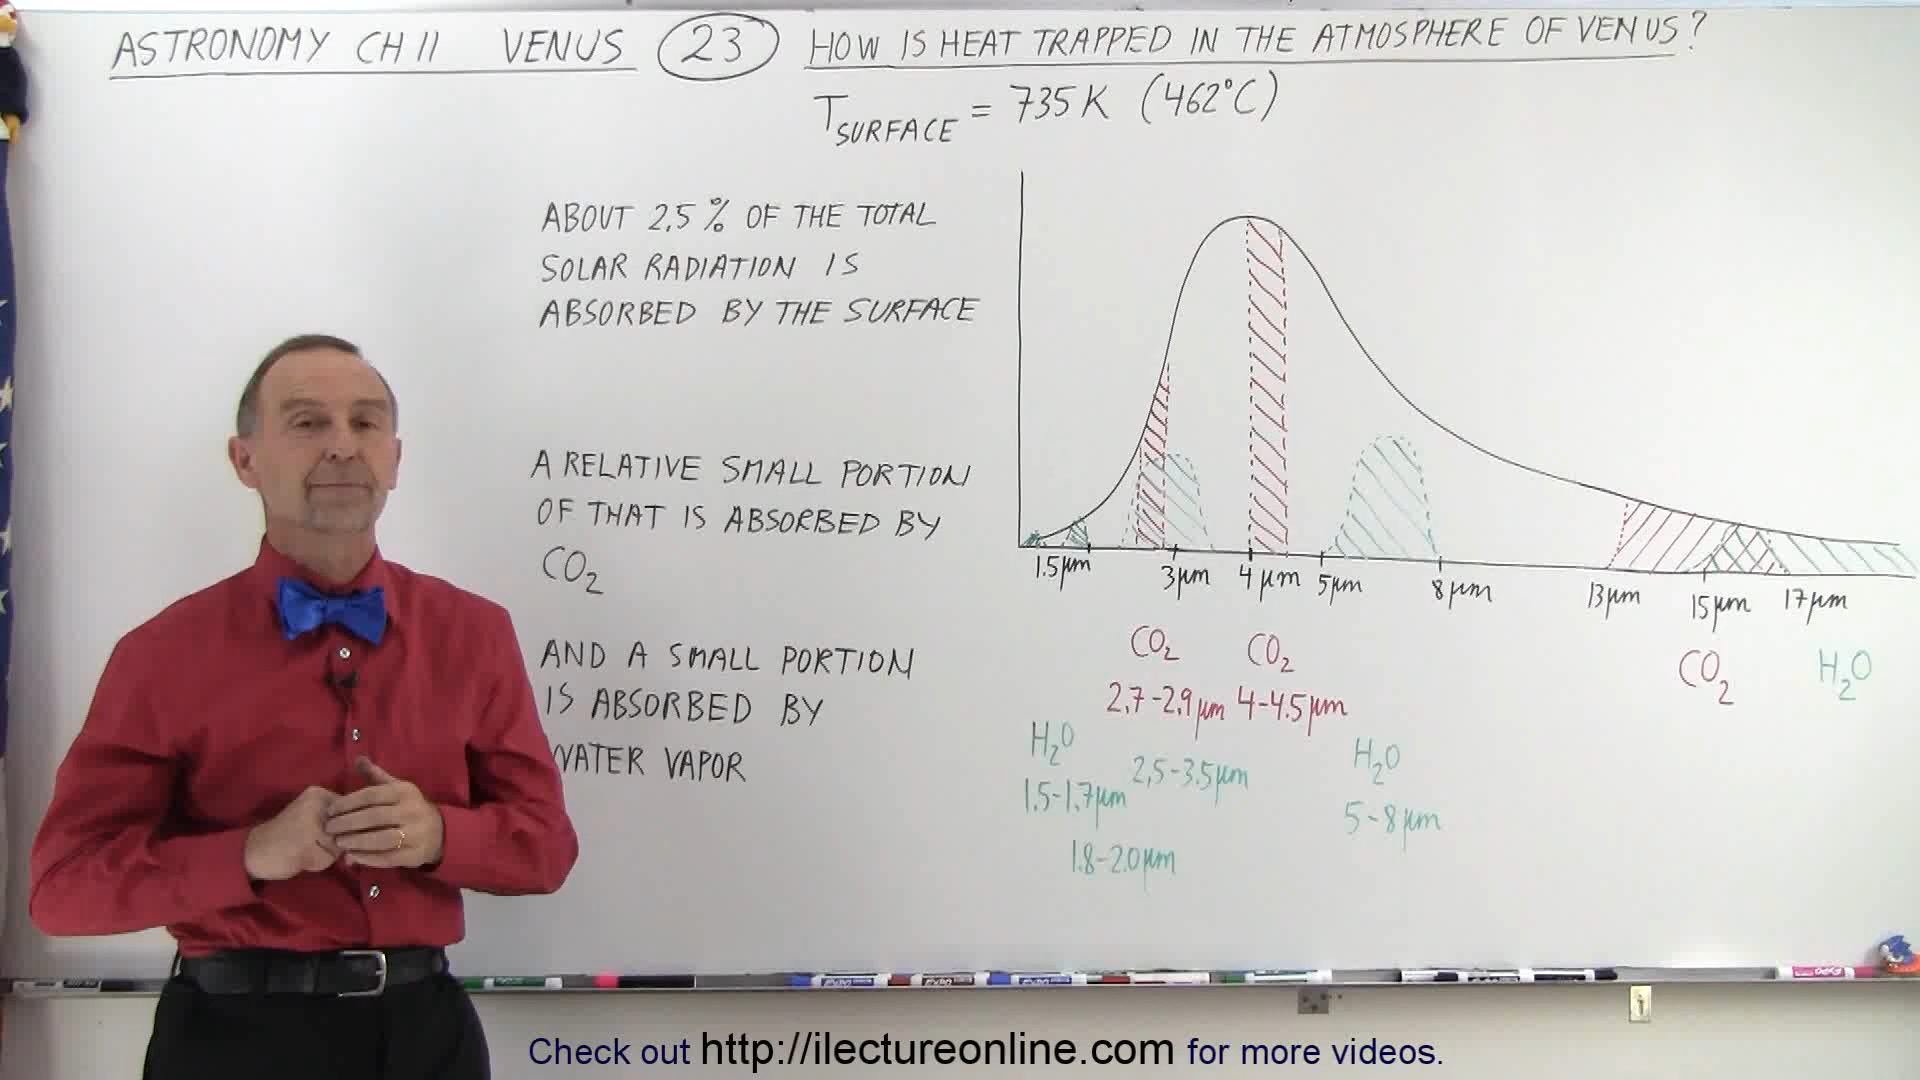 ASTRONOMY CH 11 VENUS 23 HOW IS HEAT TRAPPED IN THE ATMOSPHERE OF VENUS?
T SURFACE = 735 K (462°C)
ABOUT 2.5 % OF THE TOTAL
SOLAR RADIATION IS
ABSORBED BY THE SURFACE
A RELATIVE SMALL PORTION
OF THAT IS ABSORBED BY
CO2
AND A SMALL PORTION
IS ABSORBED BY
WATER VAPOR
1.5μm 3μm 4μm 5μm 8μm 13μm 15μm 17μm
CO2 CO2 CO2 H2O
2.7-2.9μm 4-4.5μm
H2O H2O
2.5-3.5μm
1.5-1.7μm 5-8μm
1.8-2.0μm
Check out http://ilectureonline.com for more videos.